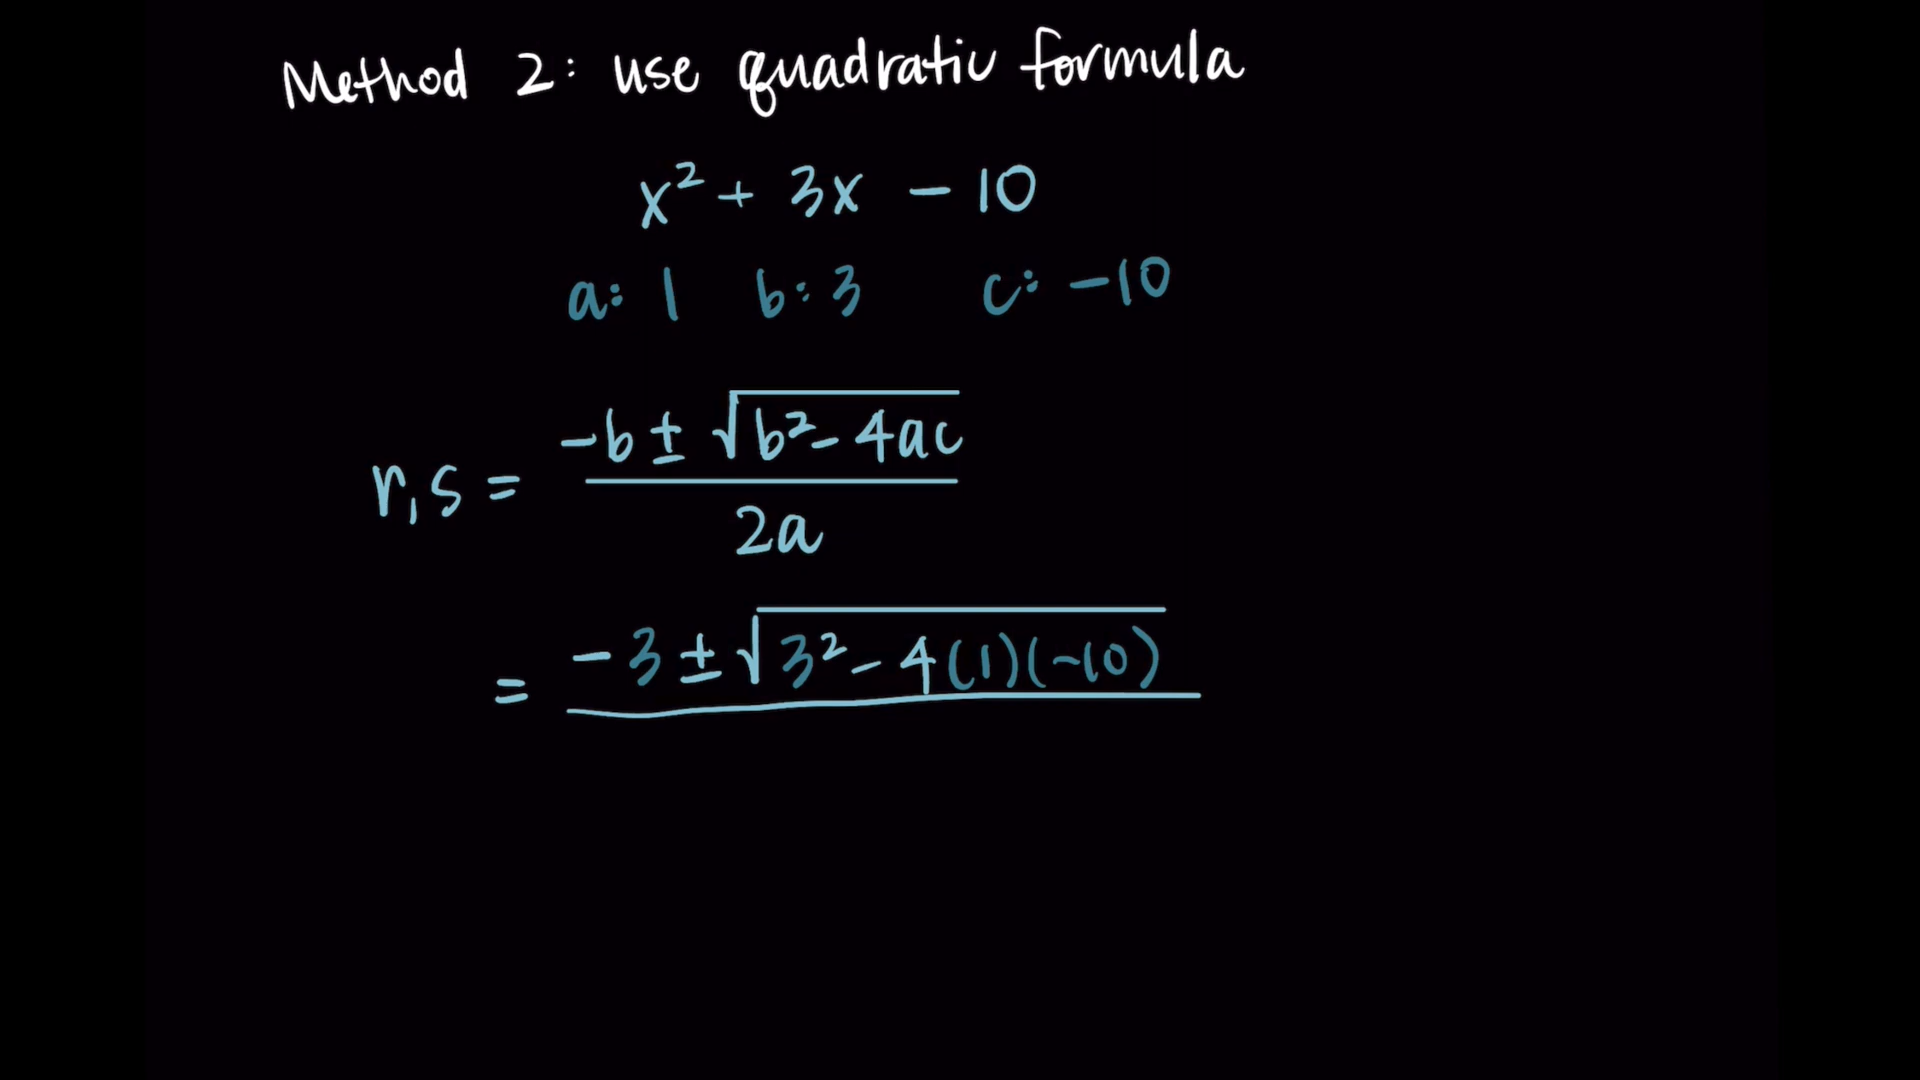 Method 2: use quadratic formula
x² + 3x - 10
a: 1 b: 3 c: -10
r,s = (-b ± √(b² - 4ac)) / 2a
= -3 ± √(3² - 4(1)(-10))